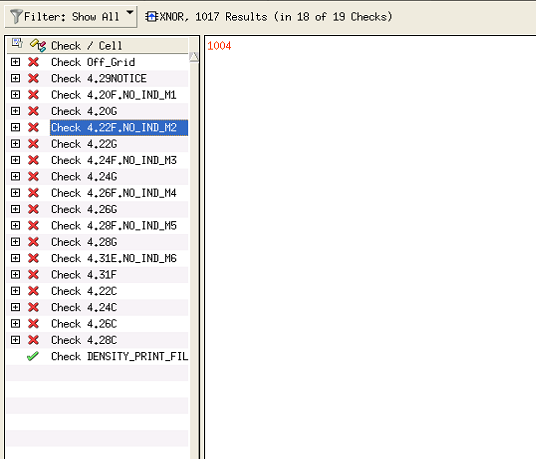 Filter: Show All XNOR, 1017 Results (in 18 of 19 Checks)
Check / Cell
1004
Check Off_Grid
Check 4.29NOTICE
Check 4.20F.NO_IND_M1
Check 4.20G
Check 4.22F.NO_IND_M2
Check 4.22G
Check 4.24F.NO_IND_M3
Check 4.24G
Check 4.26F.NO_IND_M4
Check 4.26G
Check 4.28F.NO_IND_M5
Check 4.28G
Check 4.31E.NO_IND_M6
Check 4.31F
Check 4.22C
Check 4.24C
Check 4.26C
Check 4.28C
Check DENSITY_PRINT_FIL